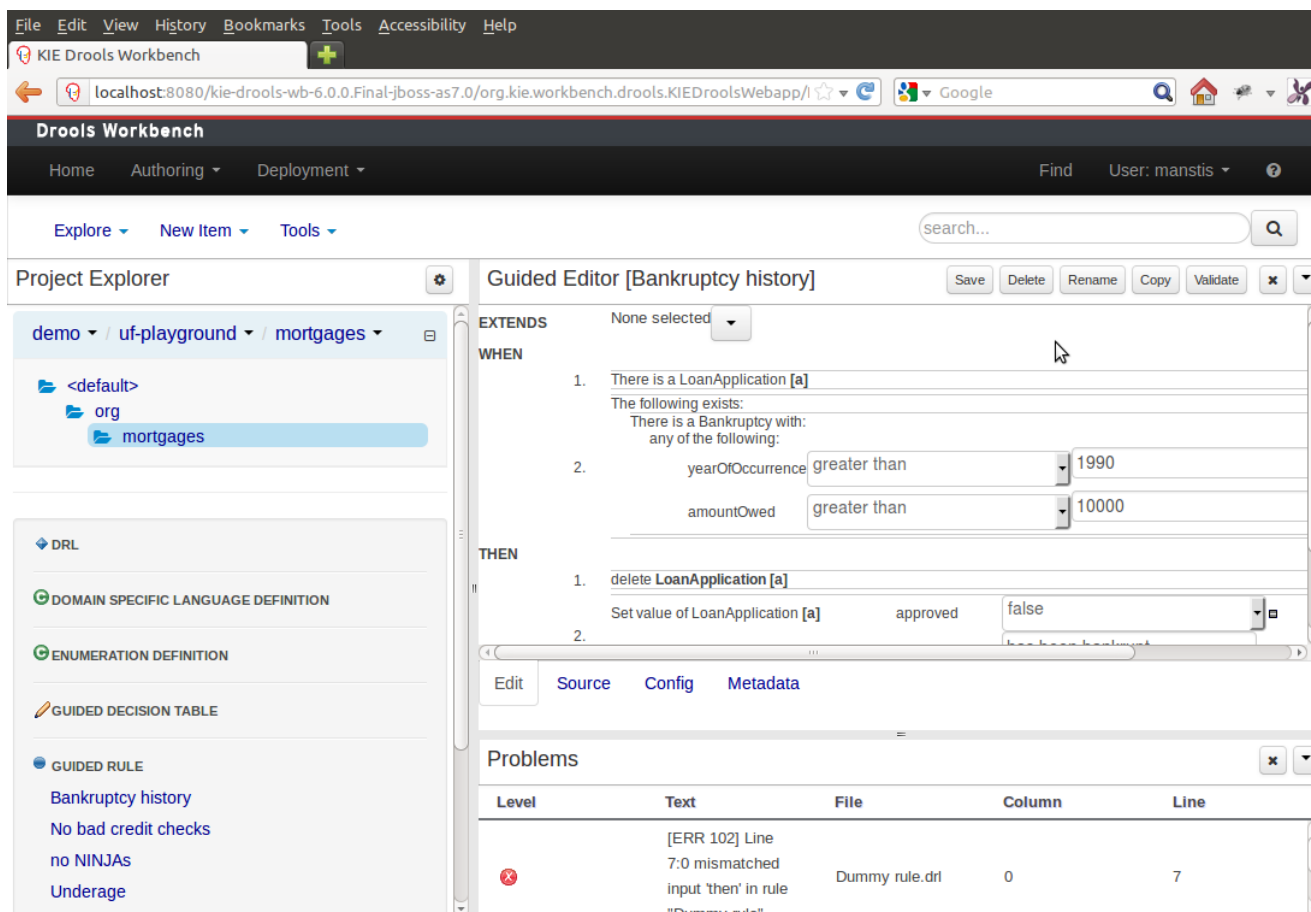 File Edit View History Bookmarks Tools Accessibility Help
KIE Drools Workbench
localhost:8080/kie-drools-wb-6.0.0.Final-jboss-as7.0/org.kie.workbench.drools.KIEDroolsWebapp/ Google
Drools Workbench
Home Authoring Deployment Find User: manstis
Explore New Item Tools search...
Project Explorer
demo / uf-playground / mortgages
<default>
org
mortgages
DRL
DOMAIN SPECIFIC LANGUAGE DEFINITION
ENUMERATION DEFINITION
GUIDED DECISION TABLE
GUIDED RULE
Bankruptcy history
No bad credit checks
no NINJAs
Underage
Guided Editor [Bankruptcy history] Save Delete Rename Copy Validate
EXTENDS None selected
WHEN
1. There is a LoanApplication [a]
The following exists:
There is a Bankruptcy with:
any of the following:
2. yearOfOccurrence greater than 1990
amountOwed greater than 10000
THEN
1. delete LoanApplication [a]
Set value of LoanApplication [a] approved false
2.
has been bankrupt
Edit Source Config Metadata
Problems
Level Text File Column Line
[ERR 102] Line
7:0 mismatched
input 'then' in rule Dummy rule.drl 0 7
"Dummy rule"